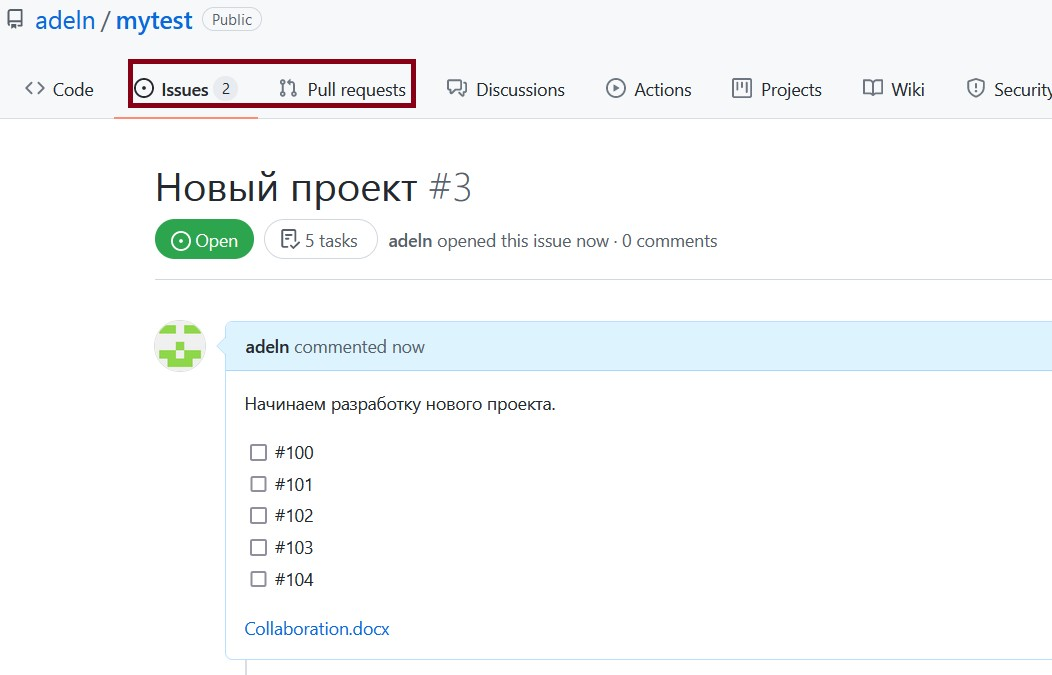 adeln / mytest Public
Code Issues 2 Pull requests Discussions Actions Projects Wiki Security
Новый проект #3
Open 5 tasks adeln opened this issue now · 0 comments
adeln commented now
Начинаем разработку нового проекта.
#100
#101
#102
#103
#104
Collaboration.docx